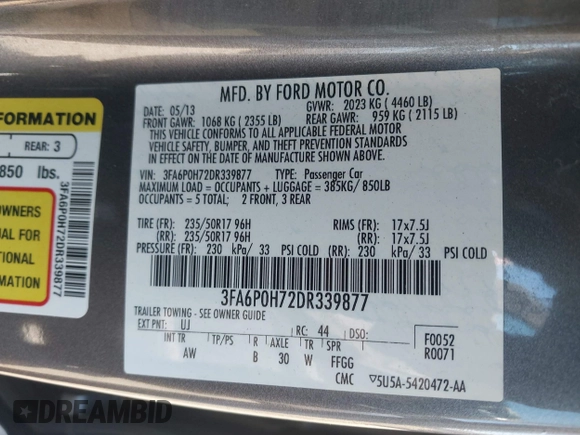 MFD. BY FORD MOTOR CO.
DATE: 05/13 GVWR: 2023 KG (4460 LB)
FRONT GAWR: 1068 KG (2355 LB) REAR GAWR: 959 KG (2115 LB)
THIS VEHICLE CONFORMS TO ALL APPLICABLE FEDERAL MOTOR
VEHICLE SAFETY, BUMPER, AND THEFT PREVENTION STANDARDS
IN EFFECT ON THE DATE OF MANUFACTURE SHOWN ABOVE.
VIN: 3FA6P0H72DR339877 TYPE: Passenger Car
MAXIMUM LOAD = OCCUPANTS + LUGGAGE = 385KG/850LB
OCCUPANTS = 5 TOTAL; 2 FRONT, 3 REAR
TIRE (FR): 235/50R17 96H RIMS (FR): 17x7.5J
(RR): 235/50R17 96H (RR): 17x7.5J
PRESSURE (FR): 230 kPa/ 33 PSI COLD (RR): 230 kPa/ 33 PSI COLD
3FA6P0H72DR339877
TRAILER TOWING - SEE OWNER GUIDE
EXT PNT: UJ RC: 44 DSO:
F0052
R0071
INT TR TP/PS R AXLE TR SPR
AW B 30 W FFGG
CMC 5U5A-5420472-AA
FORMATION
REAR: 3
850 lbs.
OWNERS
UAL FOR
TIONAL
RMATION
3FA6P0H72DR339877
DREAMBID